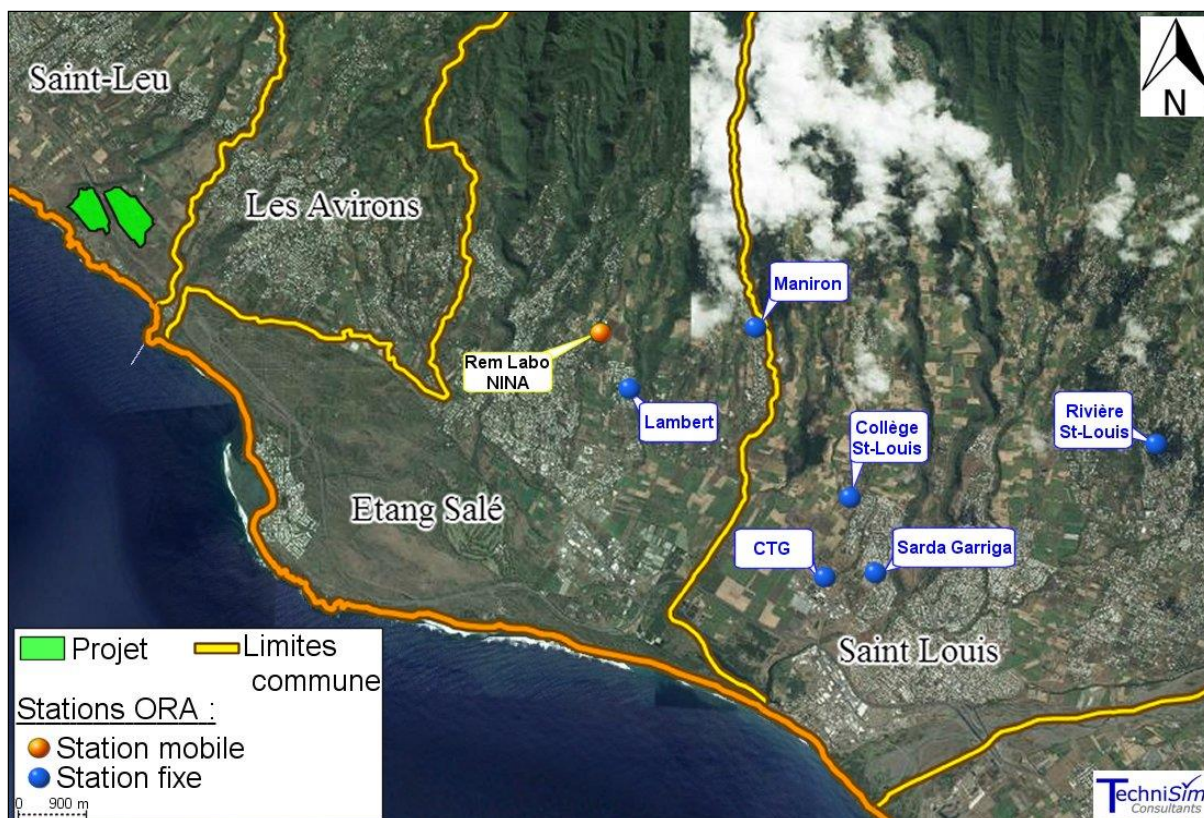 Saint-Leu
N
Les Avirons
Maniron
Rem Labo
NINA
Lambert
Collège
St-Louis
Rivière
St-Louis
Etang Salé
CTG
Sarda Garriga
Saint Louis
Projet
Limites
commune
Stations ORA :
Station mobile
Station fixe
0 900 m
TechniSim
Consultants